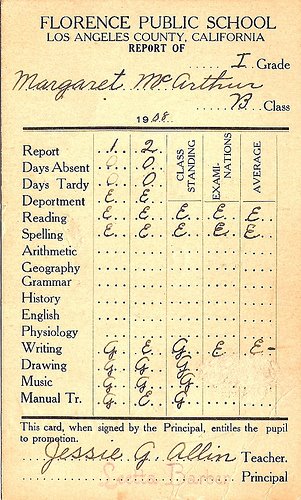 FLORENCE PUBLIC SCHOOL
LOS ANGELES COUNTY, CALIFORNIA
REPORT OF
I Grade
Margaret McArthur
B Class
1908
Report 1 2 CLASS STANDING EXAMI-NATIONS AVERAGE
Days Absent 0 0
Days Tardy 0 0
Deportment E E
Reading E E E E E
Spelling E E E E E
Arithmetic
Geography
Grammar
History
English
Physiology
Writing G E G E E-
Drawing G G G
Music G G G
Manual Tr. G E G
This card, when signed by the Principal, entitles the pupil
to promotion.
Jessie G. Allin Teacher.
Principal